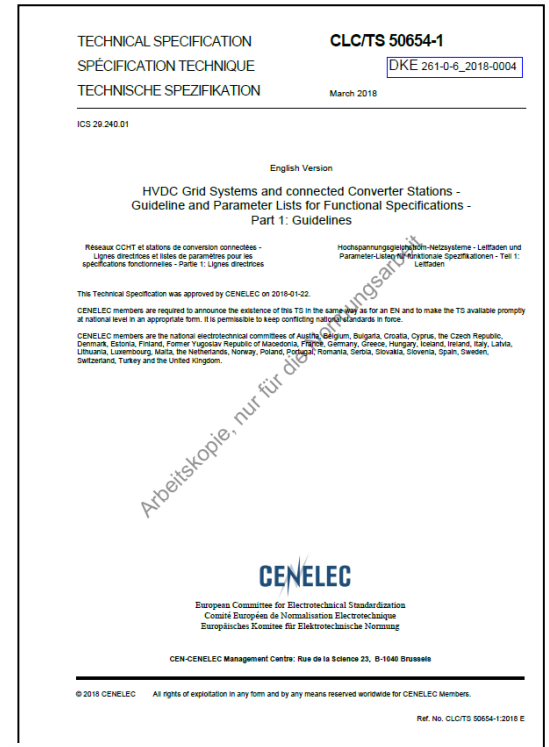 TECHNICAL SPECIFICATION
SPÉCIFICATION TECHNIQUE
TECHNISCHE SPEZIFIKATION
CLC/TS 50654-1
DKE 261-0-6_2018-0004
March 2018
ICS 29.240.01
English Version
HVDC Grid Systems and connected Converter Stations -
Guideline and Parameter Lists for Functional Specifications -
Part 1: Guidelines
Réseaux CCHT et stations de conversion connectées -
Lignes directrices et listes de paramètres pour les
spécifications fonctionnelles - Partie 1: Lignes directrices
Hochspannungsgleichstrom-Netzsysteme - Leitfaden und
Parameter-Listen für funktionale Spezifikationen - Teil 1:
Leitfaden
This Technical Specification was approved by CENELEC on 2018-01-22.
CENELEC members are required to announce the existence of this TS in the same way as for an EN and to make the TS available promptly
at national level in an appropriate form. It is permissible to keep conflicting national standards in force.
CENELEC members are the national electrotechnical committees of Austria, Belgium, Bulgaria, Croatia, Cyprus, the Czech Republic,
Denmark, Estonia, Finland, Former Yugoslav Republic of Macedonia, France, Germany, Greece, Hungary, Iceland, Ireland, Italy, Latvia,
Lithuania, Luxembourg, Malta, the Netherlands, Norway, Poland, Portugal, Romania, Serbia, Slovakia, Slovenia, Spain, Sweden,
Switzerland, Turkey and the United Kingdom.
Arbeitskopie, nur für die Normungsarbeit
CENELEC
European Committee for Electrotechnical Standardization
Comité Européen de Normalisation Electrotechnique
Europäisches Komitee für Elektrotechnische Normung
CEN-CENELEC Management Centre: Rue de la Science 23, B-1040 Brussels
© 2018 CENELEC All rights of exploitation in any form and by any means reserved worldwide for CENELEC Members.
Ref. No. CLC/TS 50654-1:2018 E